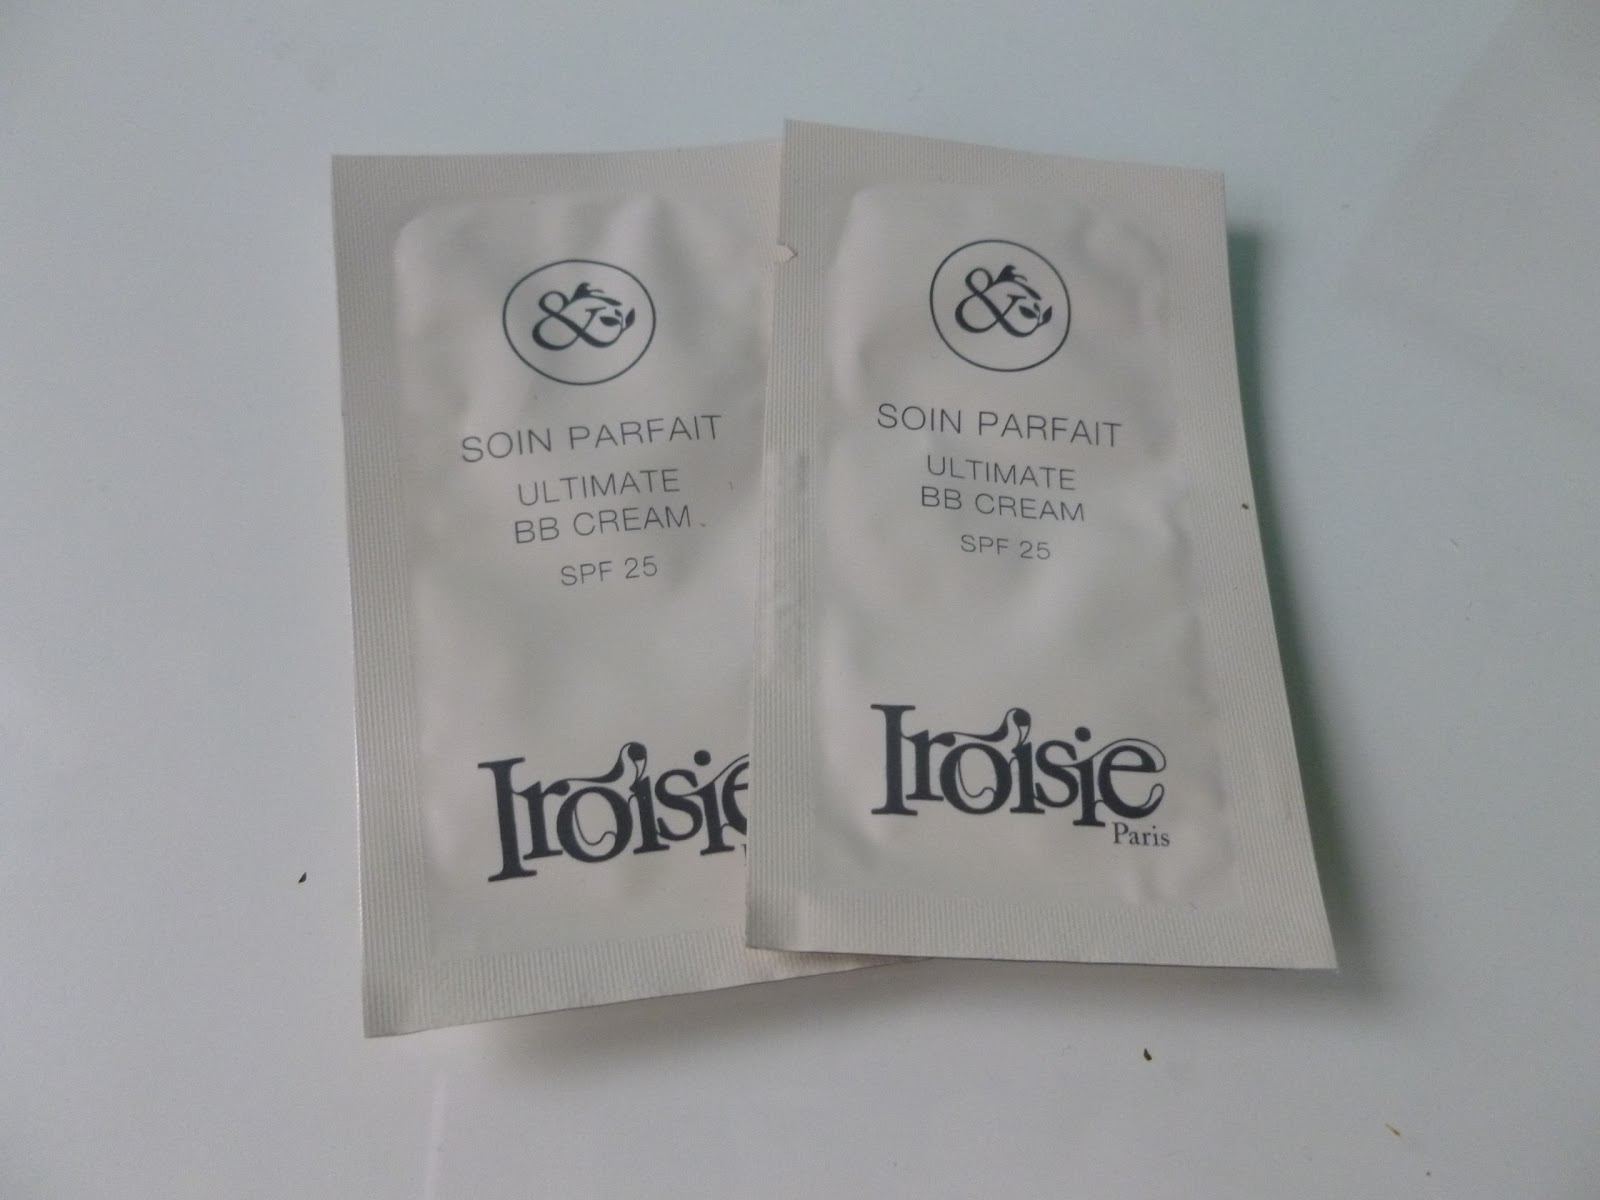 &
SOIN PARFAIT
ULTIMATE
BB CREAM
SPF 25
Iroisie
&
SOIN PARFAIT
ULTIMATE
BB CREAM
SPF 25
Iroisie
Paris